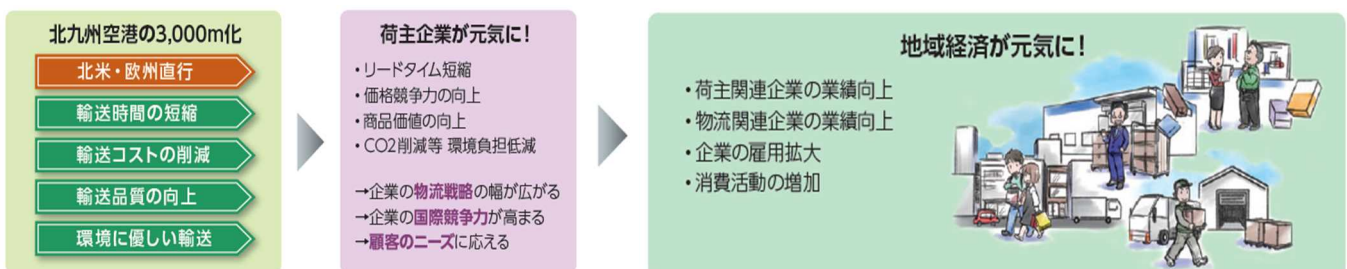 北九州空港の3,000m化
北米・欧州直行
輸送時間の短縮
輸送コストの削減
輸送品質の向上
環境に優しい輸送
荷主企業が元気に!
・リードタイム短縮
・価格競争力の向上
・商品価値の向上
・CO2削減等 環境負担低減
→企業の物流戦略の幅が広がる
→企業の国際競争力が高まる
→顧客のニーズに応える
地域経済が元気に!
・荷主関連企業の業績向上
・物流関連企業の業績向上
・企業の雇用拡大
・消費活動の増加